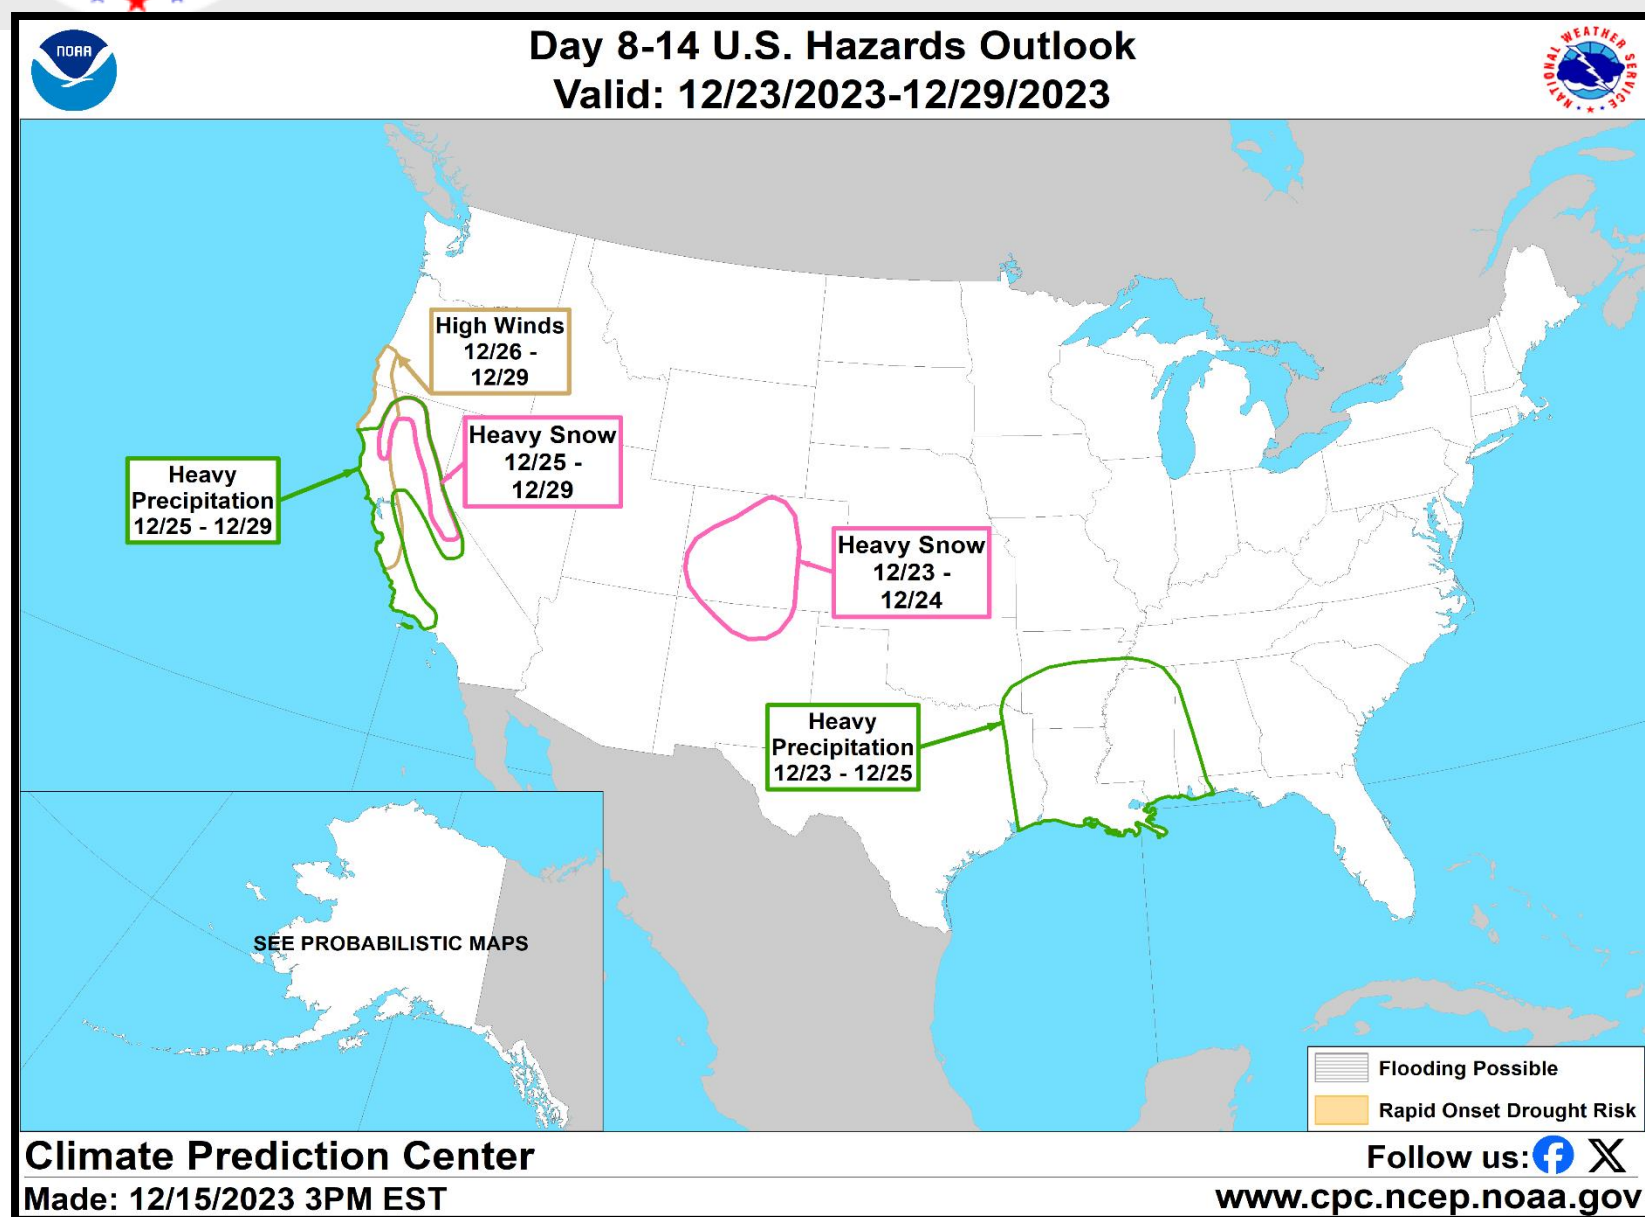 NOAA
Day 8-14 U.S. Hazards Outlook
Valid: 12/23/2023-12/29/2023
NATIONAL WEATHER SERVICE
High Winds
12/26 -
12/29
Heavy Snow
12/25 -
12/29
Heavy
Precipitation
12/25 - 12/29
Heavy Snow
12/23 -
12/24
Heavy
Precipitation
12/23 - 12/25
SEE PROBABILISTIC MAPS
Flooding Possible
Rapid Onset Drought Risk
Climate Prediction Center
Follow us:
Made: 12/15/2023 3PM EST
www.cpc.ncep.noaa.gov